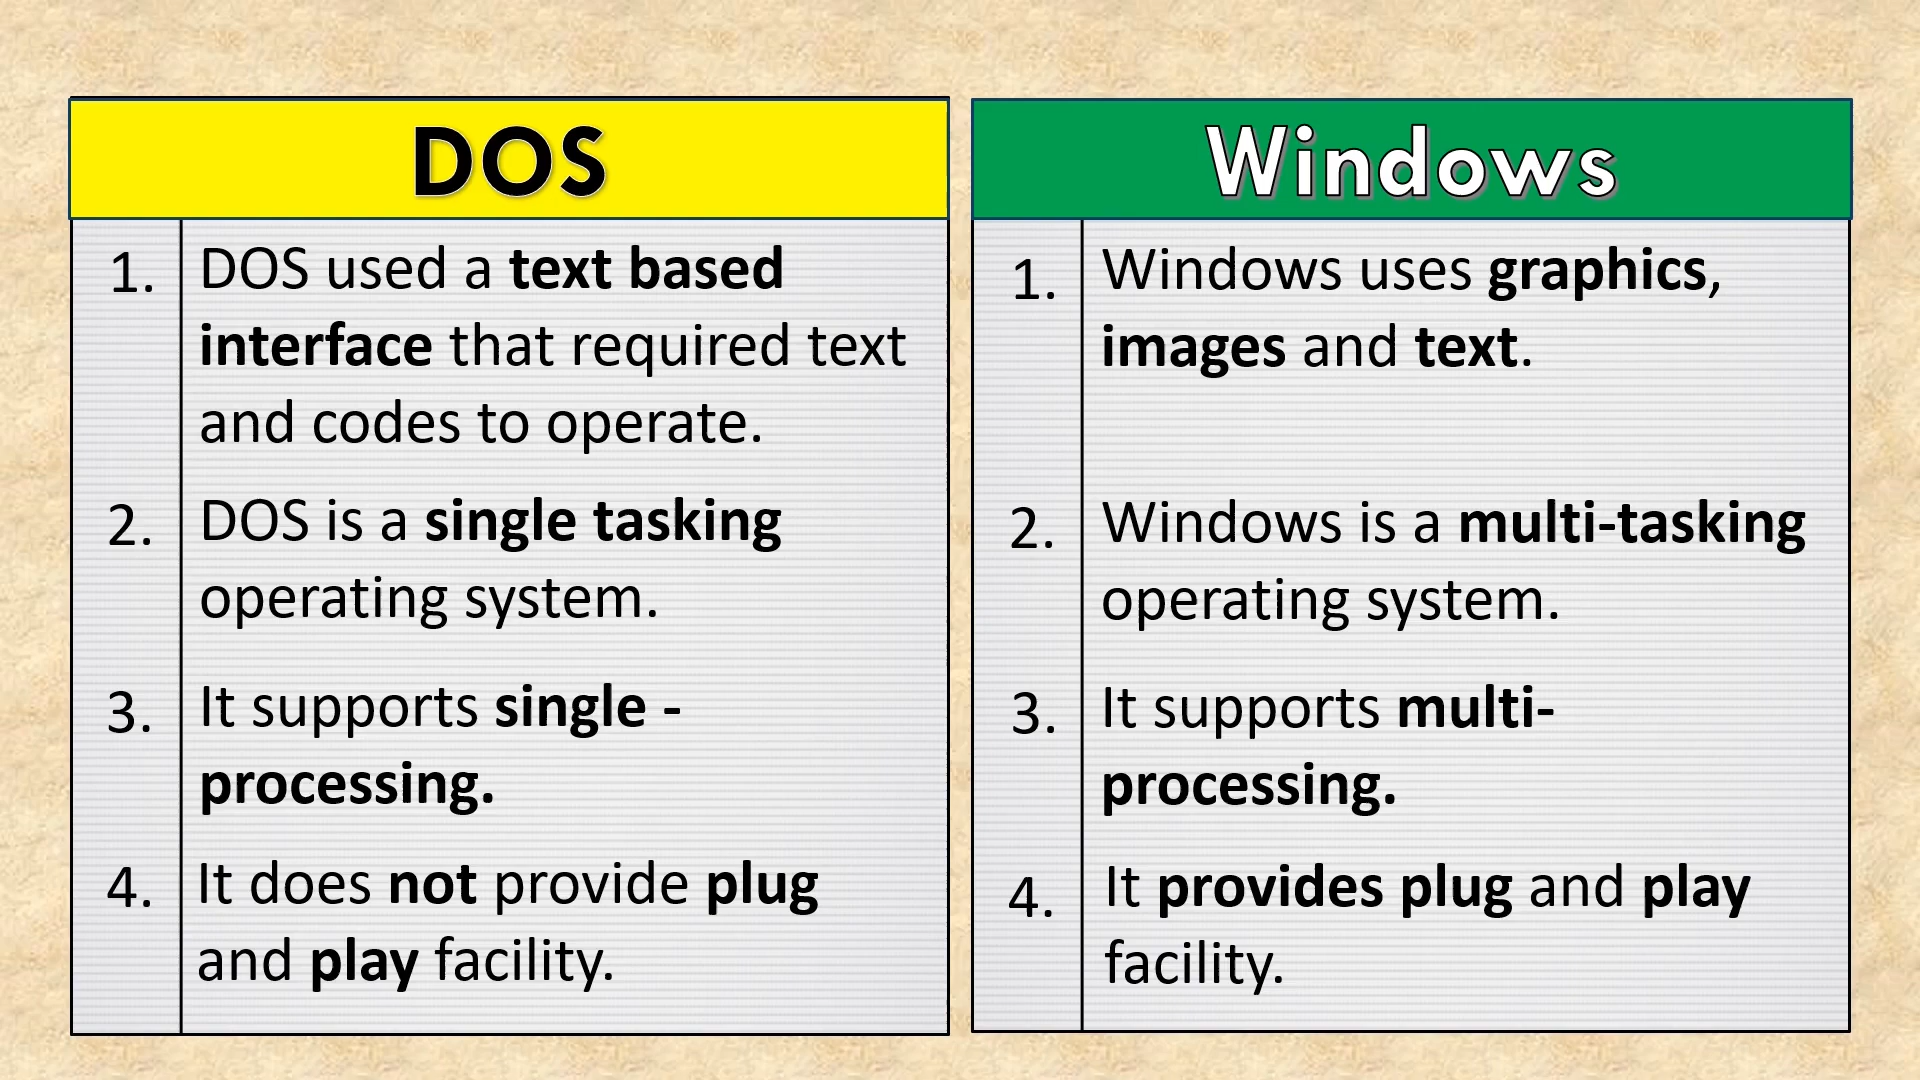 DOS
1. DOS used a text based
interface that required text
and codes to operate.
2. DOS is a single tasking
operating system.
3. It supports single -
processing.
4. It does not provide plug
and play facility.
Windows
1. Windows uses graphics,
images and text.
2. Windows is a multi-tasking
operating system.
3. It supports multi-
processing.
4. It provides plug and play
facility.